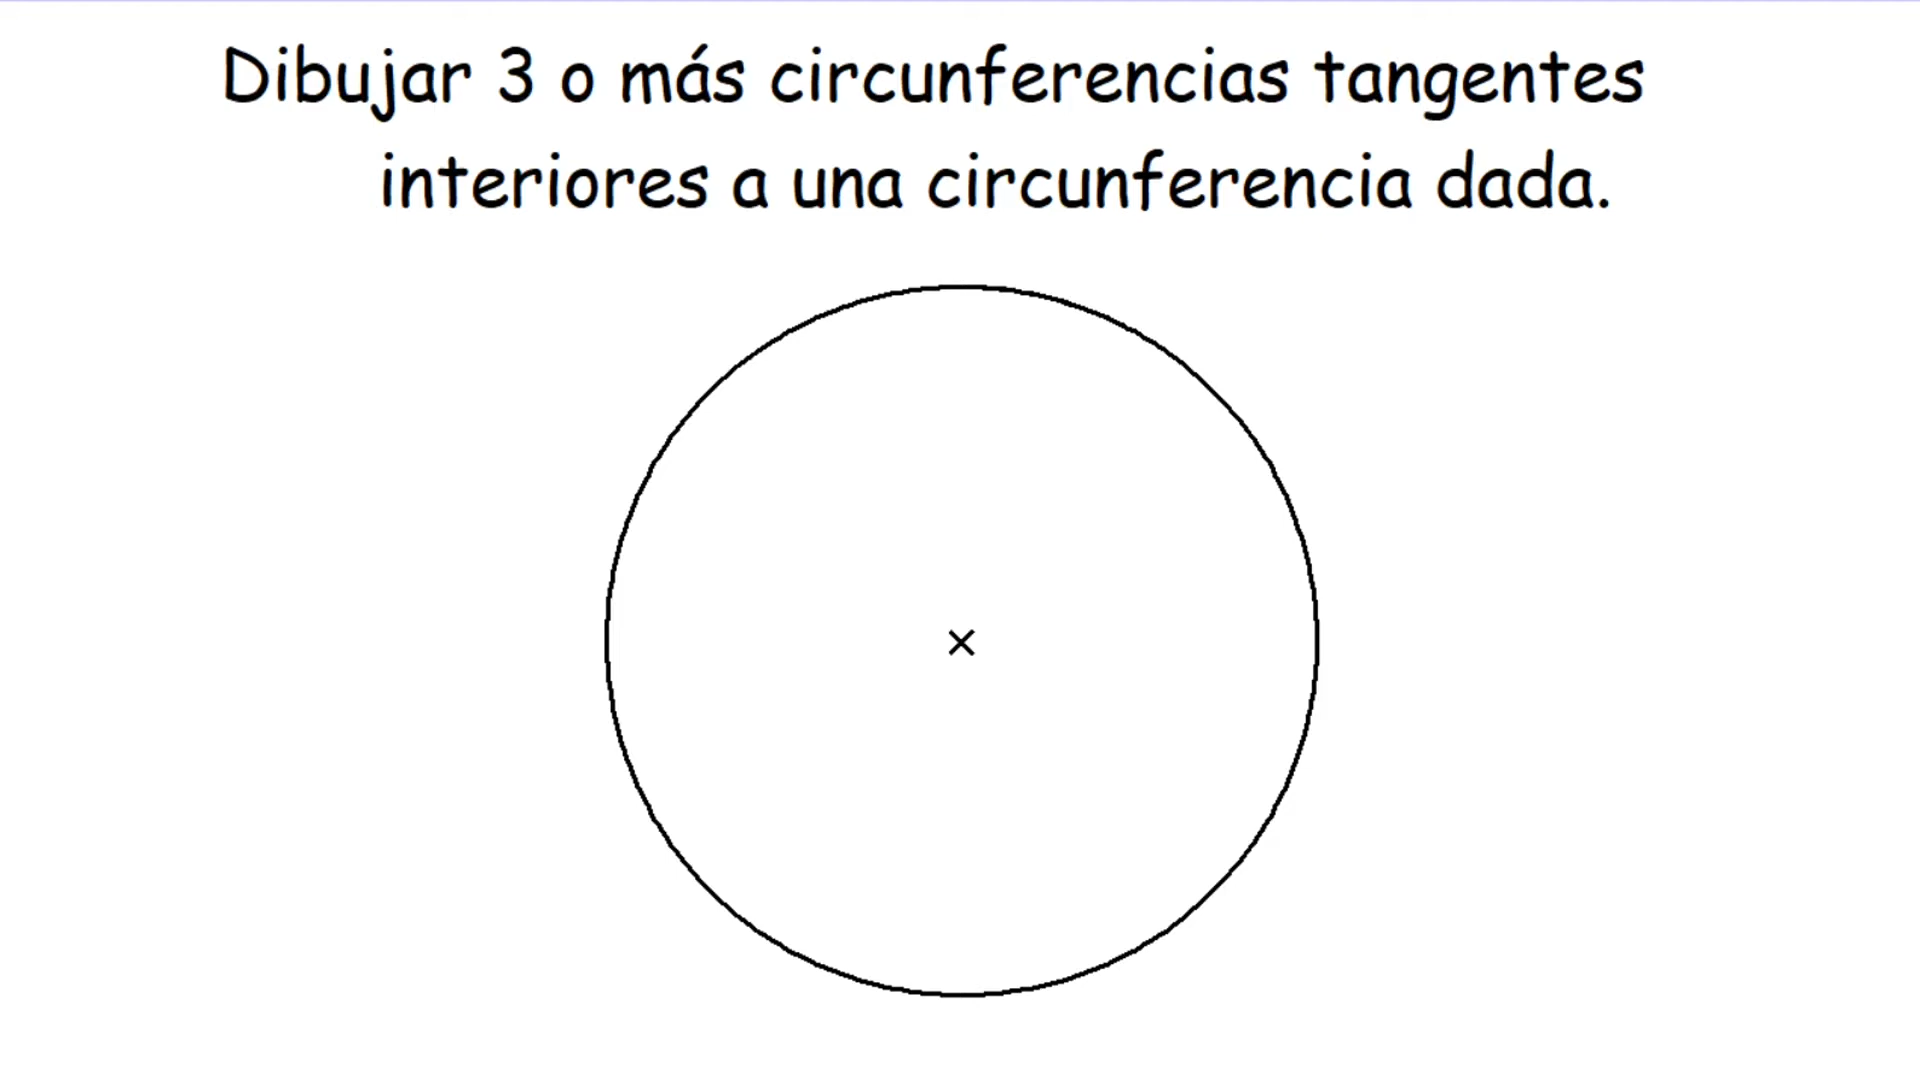 Dibujar 3 o más circunferencias tangentes
interiores a una circunferencia dada.